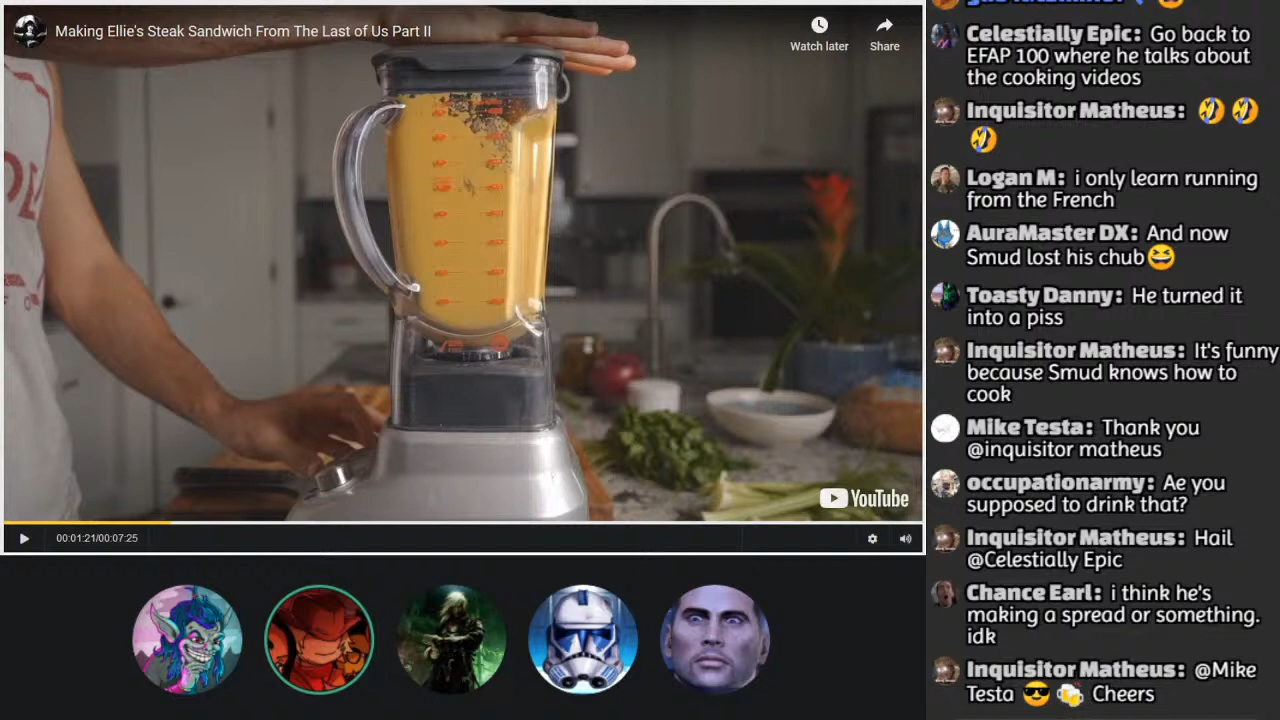 Making Ellie's Steak Sandwich From The Last of Us Part II
Watch later
Share
YouTube
00:01:21/00:07:25
Celestially Epic: Go back to
EFAP 100 where he talks about
the cooking videos
Inquisitor Matheus: 🤣 🤣
🤣
Logan M: i only learn running
from the French
AuraMaster DX: And now
Smud lost his chub😆
Toasty Danny: He turned it
into a piss
Inquisitor Matheus: It's funny
because Smud knows how to
cook
Mike Testa: Thank you
@inquisitor matheus
occupationarmy: Ae you
supposed to drink that?
Inquisitor Matheus: Hail
@Celestially Epic
Chance Earl: i think he's
making a spread or something.
idk
Inquisitor Matheus: @Mike
Testa 😎 🍻 Cheers